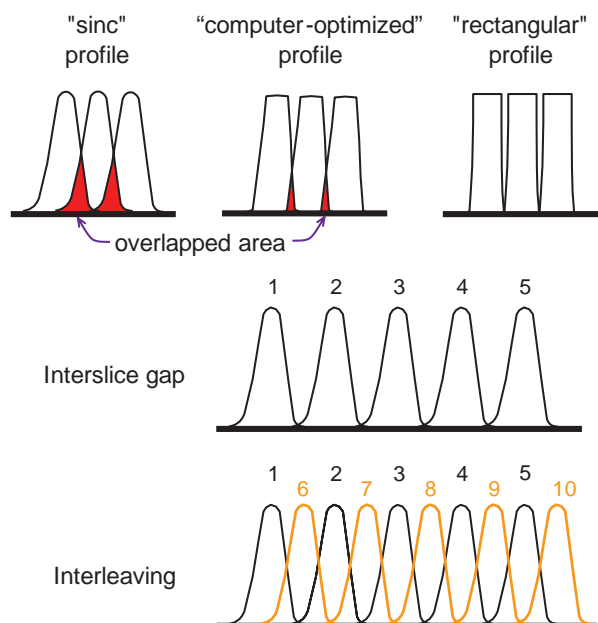 "sinc" “computer-optimized” "rectangular"
profile profile profile
overlapped area
1 2 3 4 5
Interslice gap
1 2 3 4 5
6 7 8 9 10
Interleaving